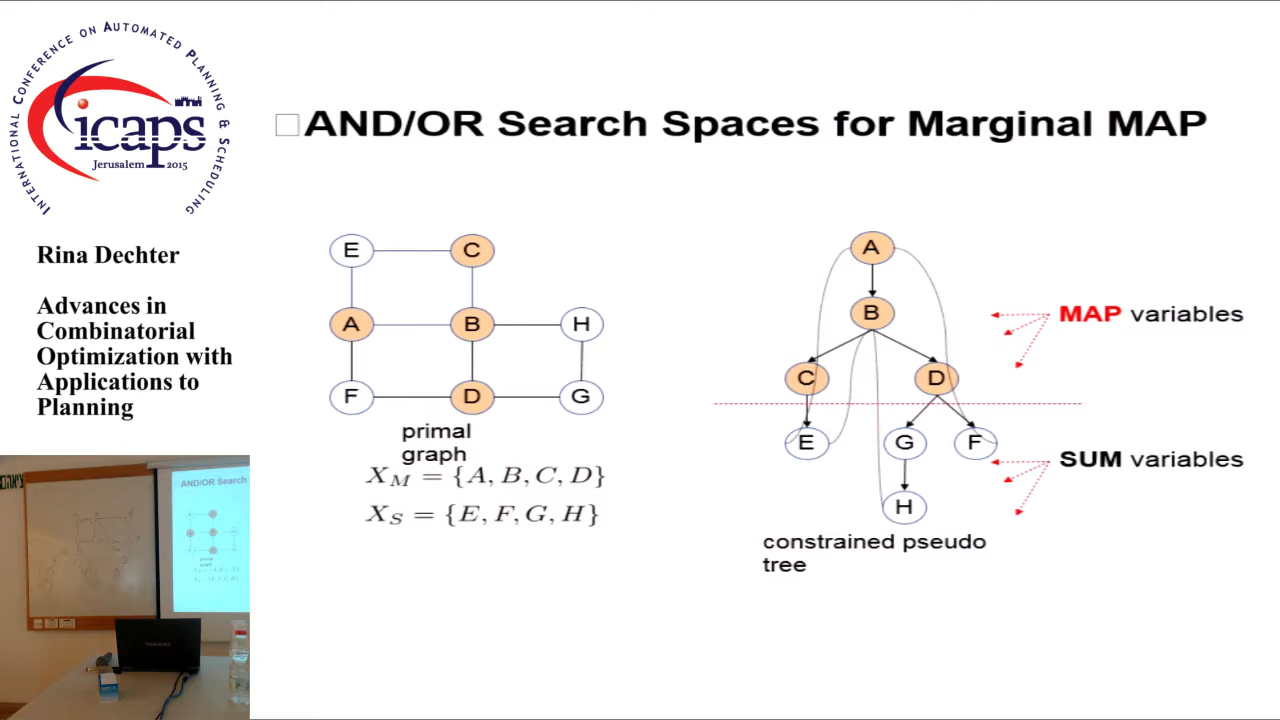 INTERNATIONAL CONFERENCE ON AUTOMATED PLANNING & SCHEDULING
icaps
Jerusalem 2015
Rina Dechter
Advances in
Combinatorial
Optimization with
Applications to
Planning
AND/OR Search Spaces for Marginal MAP
E C
A B H
F D G
primal
graph
X_M = {A, B, C, D}
X_S = {E, F, G, H}
A
B
C D
E G F
H
constrained pseudo
tree
MAP variables
SUM variables
AND/OR Search
TOSHIBA